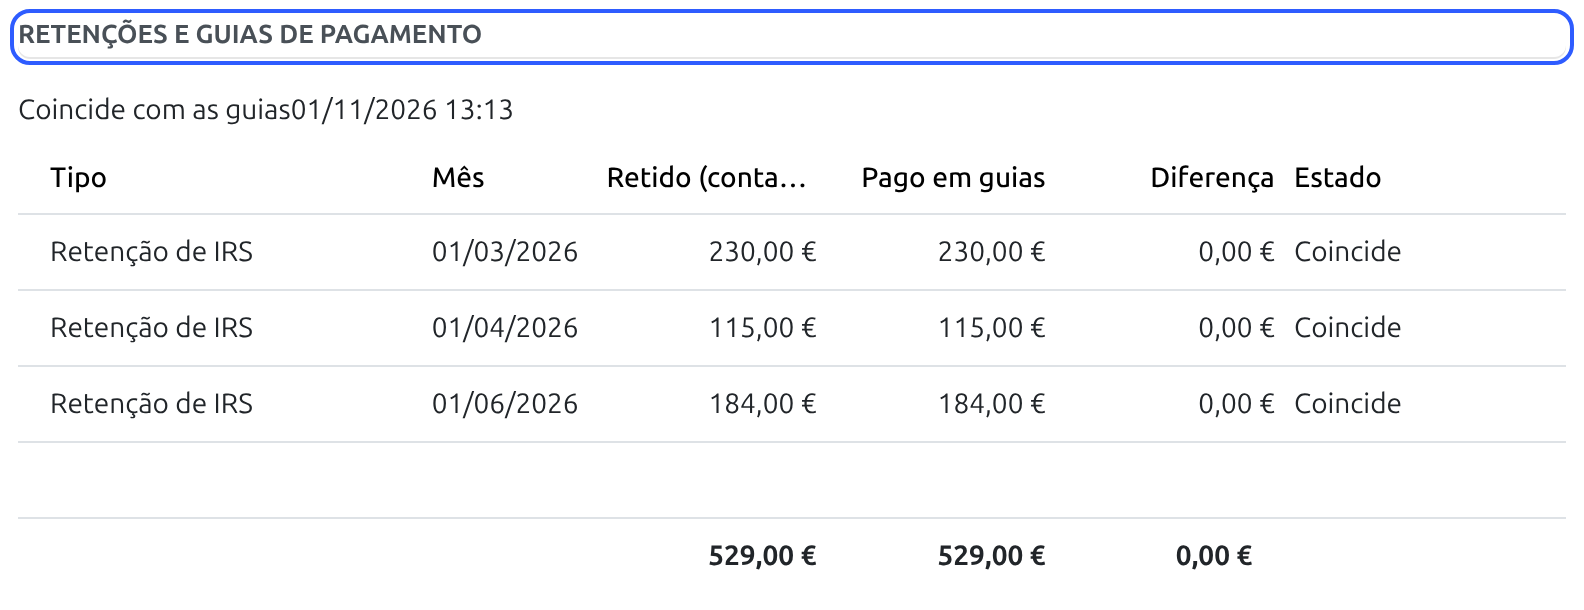 RETENÇÕES E GUIAS DE PAGAMENTO
Coincide com as guias01/11/2026 13:13
Tipo Mês Retido (conta… Pago em guias Diferença Estado
Retenção de IRS 01/03/2026 230,00 € 230,00 € 0,00 € Coincide
Retenção de IRS 01/04/2026 115,00 € 115,00 € 0,00 € Coincide
Retenção de IRS 01/06/2026 184,00 € 184,00 € 0,00 € Coincide
529,00 € 529,00 € 0,00 €